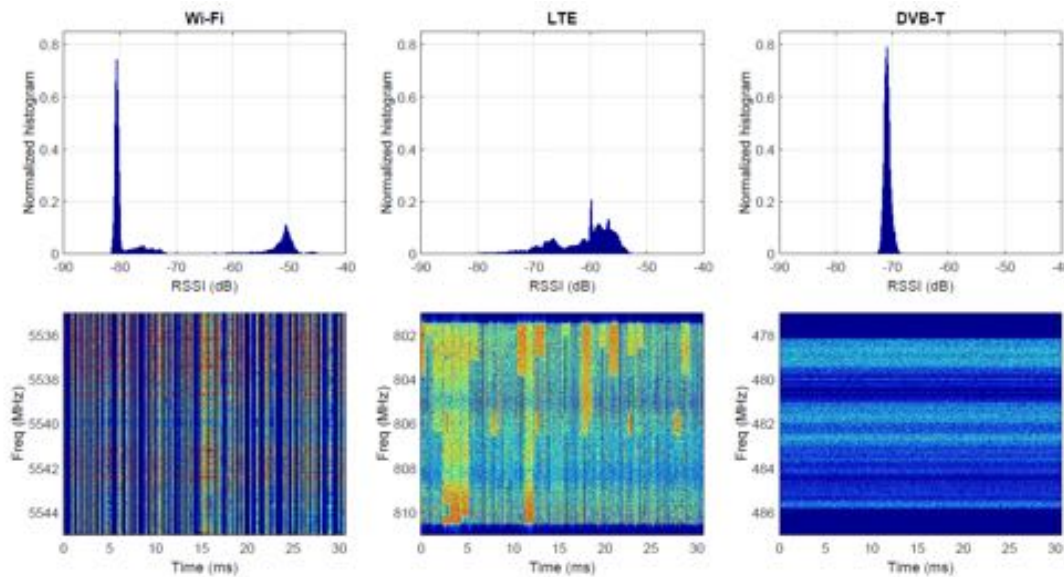 Wi-Fi
LTE
DVB-T
Normalized histogram
0.8
0.6
0.4
0.2
0
-90 -80 -70 -60 -50 -40
RSSI (dB)
Normalized histogram
0.8
0.6
0.4
0.2
0
-90 -80 -70 -60 -50 -40
RSSI (dB)
Normalized histogram
0.8
0.6
0.4
0.2
0
-90 -80 -70 -60 -50 -40
RSSI (dB)
Freq (MHz)
5536
5538
5540
5542
5544
0 5 10 15 20 25 30
Time (ms)
Freq (MHz)
802
804
806
808
810
0 5 10 15 20 25 30
Time (ms)
Freq (MHz)
478
480
482
484
486
0 5 10 15 20 25 30
Time (ms)